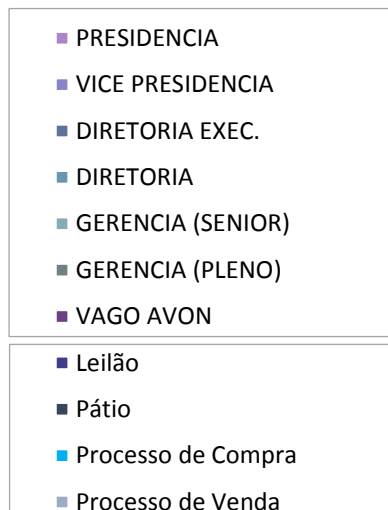 PRESIDENCIA
VICE PRESIDENCIA
DIRETORIA EXEC.
DIRETORIA
GERENCIA (SENIOR)
GERENCIA (PLENO)
VAGO AVON
Leilão
Pátio
Processo de Compra
Processo de Venda